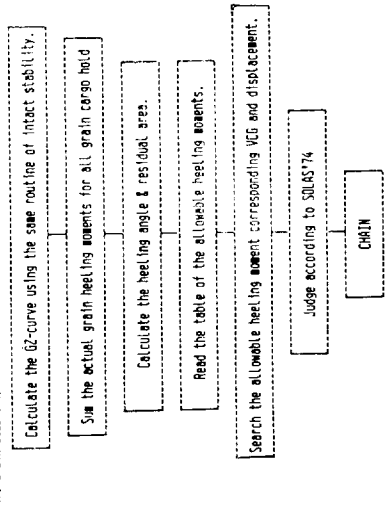 Calculate the GZ-curve using the same routine of intact stability.
Sum the actual grain heeling moments for all grain cargo hold
Calculate the heeling angle & residual area.
Read the table of the allowable heeling moments.
Search the allowable heeling moment corresponding VCG and displacement.
Judge according to SOLAS'74
CHAIN